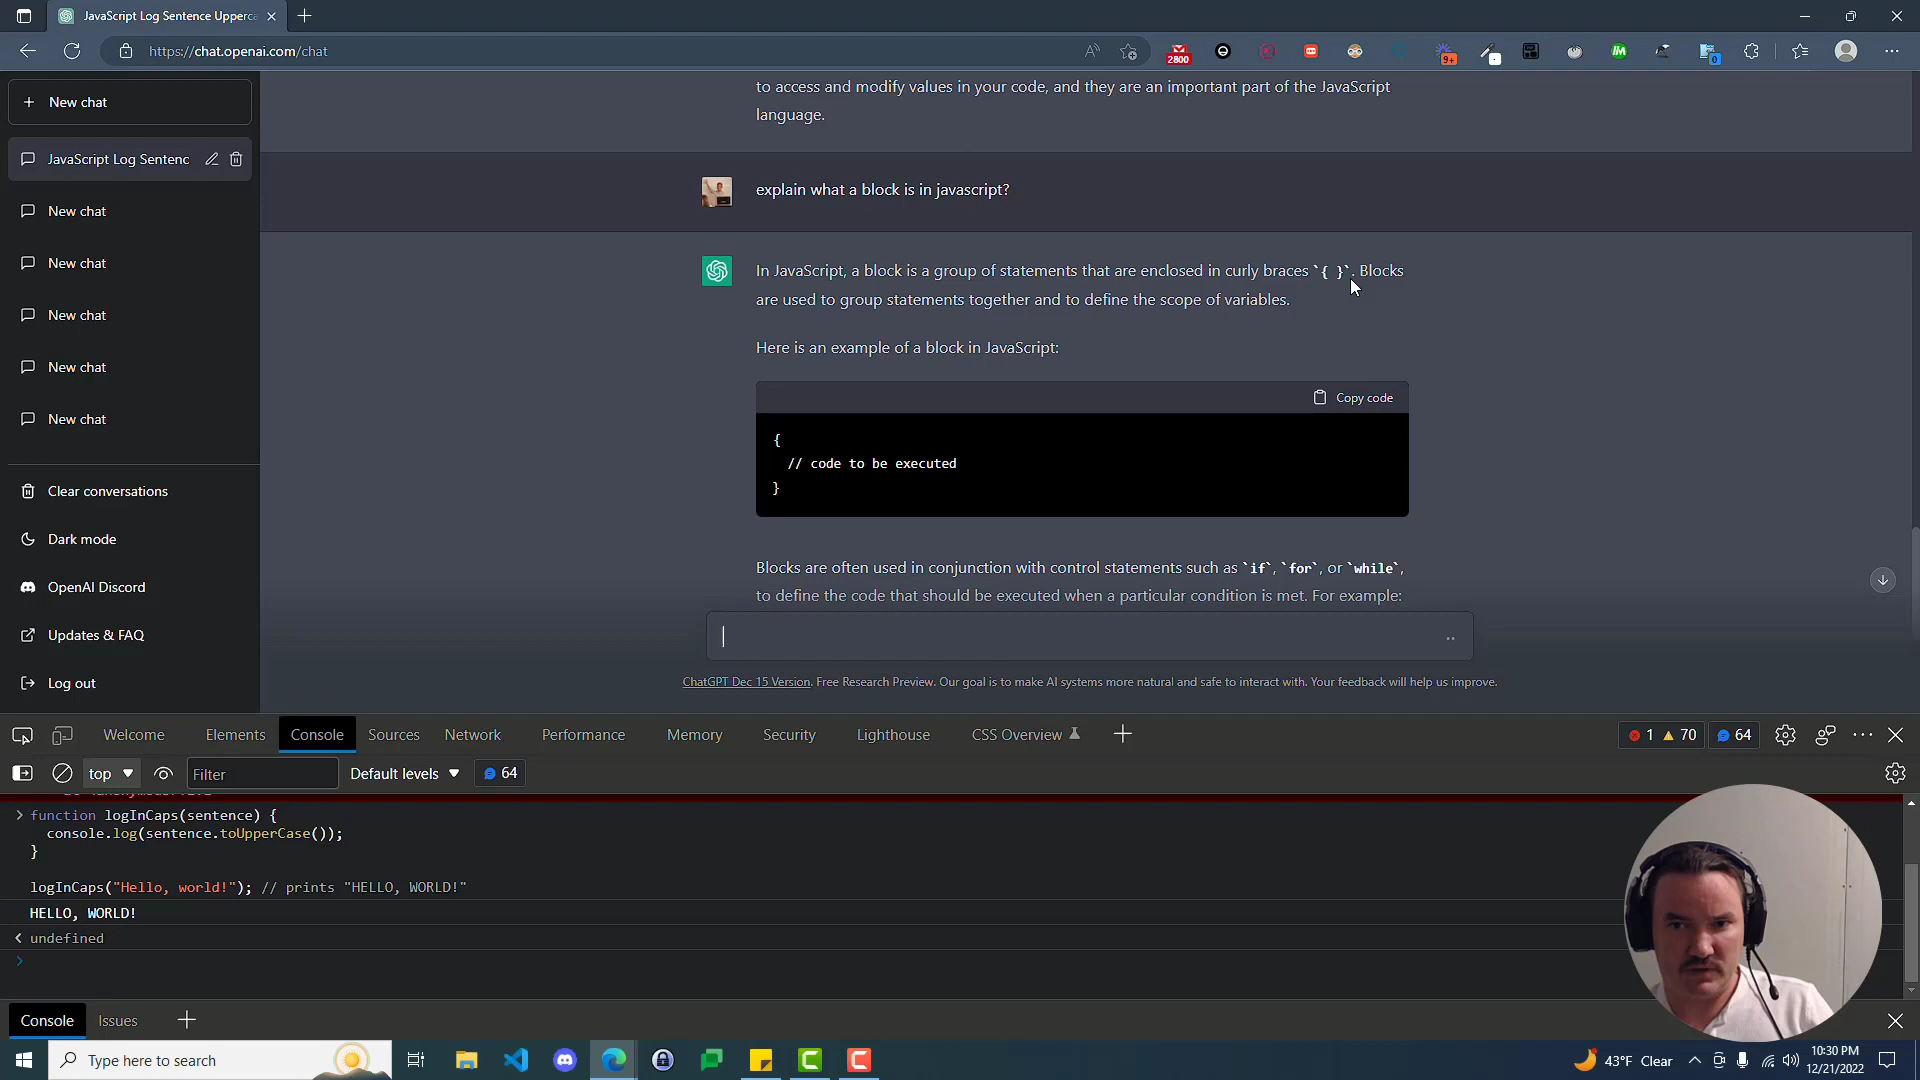 JavaScript Log Sentence Upperca
https://chat.openai.com/chat
2800
9+
0
New chat
JavaScript Log Sentenc
New chat
New chat
New chat
New chat
New chat
Clear conversations
Dark mode
OpenAI Discord
Updates & FAQ
Log out
to access and modify values in your code, and they are an important part of the JavaScript
language.
explain what a block is in javascript?
In JavaScript, a block is a group of statements that are enclosed in curly braces `{ }`. Blocks
are used to group statements together and to define the scope of variables.
Here is an example of a block in JavaScript:
Copy code
{
// code to be executed
}
Blocks are often used in conjunction with control statements such as `if`, `for`, or `while`,
to define the code that should be executed when a particular condition is met. For example:
ChatGPT Dec 15 Version. Free Research Preview. Our goal is to make AI systems more natural and safe to interact with. Your feedback will help us improve.
Welcome Elements Console Sources Network Performance Memory Security Lighthouse CSS Overview 1 70 64
top Filter Default levels 64
function logInCaps(sentence) {
console.log(sentence.toUpperCase());
}
logInCaps("Hello, world!"); // prints "HELLO, WORLD!"
HELLO, WORLD!
undefined
Console Issues
Type here to search
43°F Clear
10:30 PM
12/21/2022